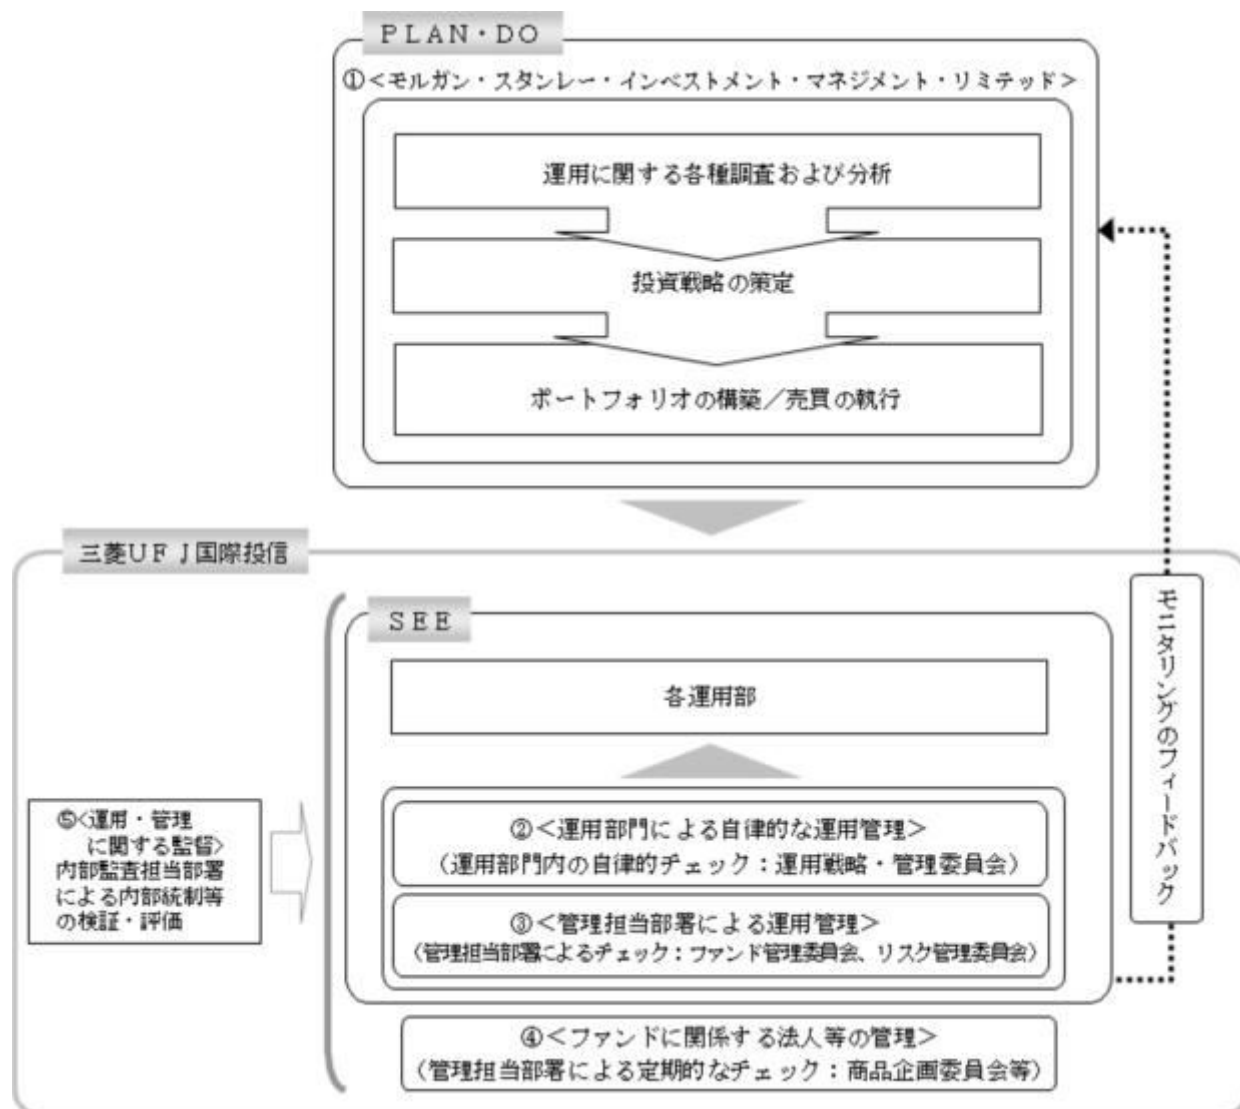 PLAN・DO
①＜モルガン・スタンレー・インベストメント・マネジメント・リミテッド＞
運用に関する各種調査および分析
投資戦略の策定
ポートフォリオの構築／売買の執行
三菱UFJ国際投信
SEE
各運用部
②＜運用部門による自律的な運用管理＞
（運用部門内の自律的チェック：運用戦略・管理委員会）
③＜管理担当部署による運用管理＞
（管理担当部署によるチェック：ファンド管理委員会、リスク管理委員会）
④＜ファンドに関係する法人等の管理＞
（管理担当部署による定期的なチェック：商品企画委員会等）
⑤＜運用・管理
に関する監督＞
内部監査担当部署
による内部統制等
の検証・評価
モニタリングのフィードバック